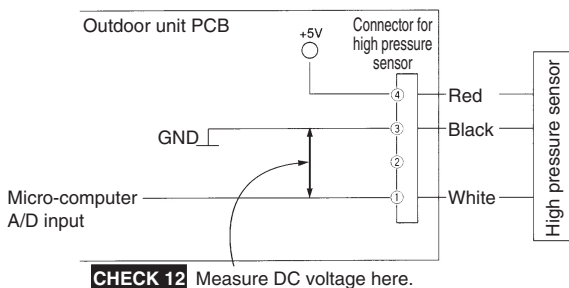 Outdoor unit PCB
+5V
Connector for
high pressure
sensor
④
Red
GND
③
Black
②
Micro-computer
A/D input
①
White
High pressure sensor
CHECK 12 Measure DC voltage here.